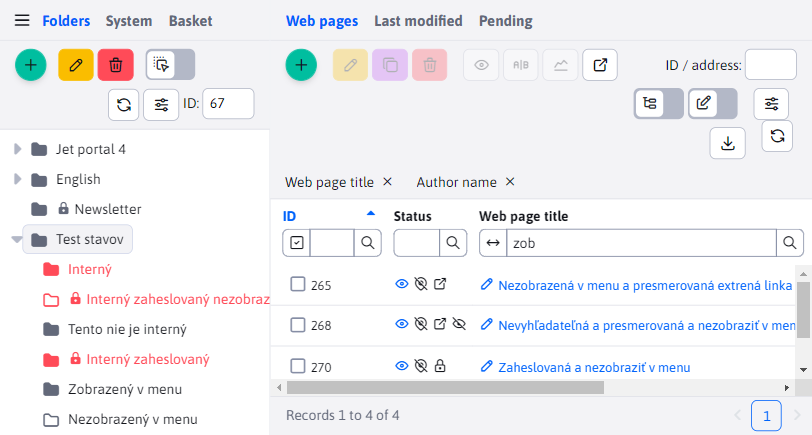 Folders System Basket
Web pages Last modified Pending
A|B
ID / address:
ID: 67
Jet portal 4
English
Newsletter
Test stavov
Interný
Interný zaheslovaný nezobraz
Tento nie je interný
Interný zaheslovaný
Zobrazený v menu
Nezobrazený v menu
Web page title × Author name ×
ID Status Web page title
zob
265 Nezobrazená v menu a presmerovaná extrená linka
268 Nevyhľadateľná a presmerovaná a nezobraziť v men
270 Zaheslovaná a nezobraziť v menu
Records 1 to 4 of 4
1